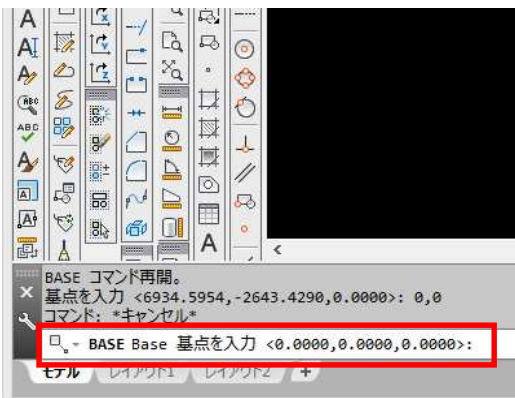 A
X
AI
Y
A
Z
ABC
ABC
A
A
A
A
BASE コマンド再開。
基点を入力 <6934.5954,-2643.4290,0.0000>: 0,0
コマンド: *キャンセル*
BASE Base 基点を入力 <0.0000,0.0000,0.0000>:
モデル レイアウト1 レイアウト2 +